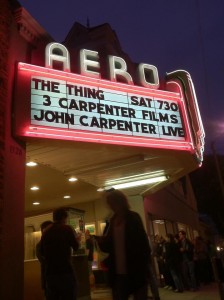 AERO
THE THING SAT 730
3 CARPENTER FILMS
JOHN CARPENTER LIVE